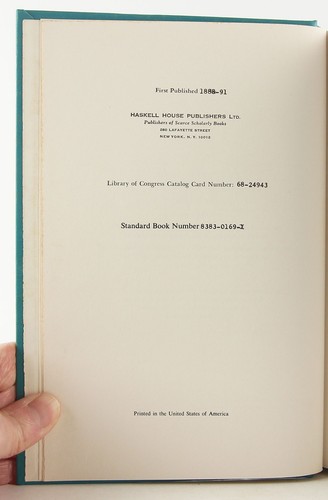 First Published 1888-91
HASKELL HOUSE PUBLISHERS LTD.
Publishers of Scarce Scholarly Books
280 LAFAYETTE STREET
NEW YORK, N. Y. 10012
Library of Congress Catalog Card Number: 68-24943
Standard Book Number 8383-0169-X
Printed in the United States of America